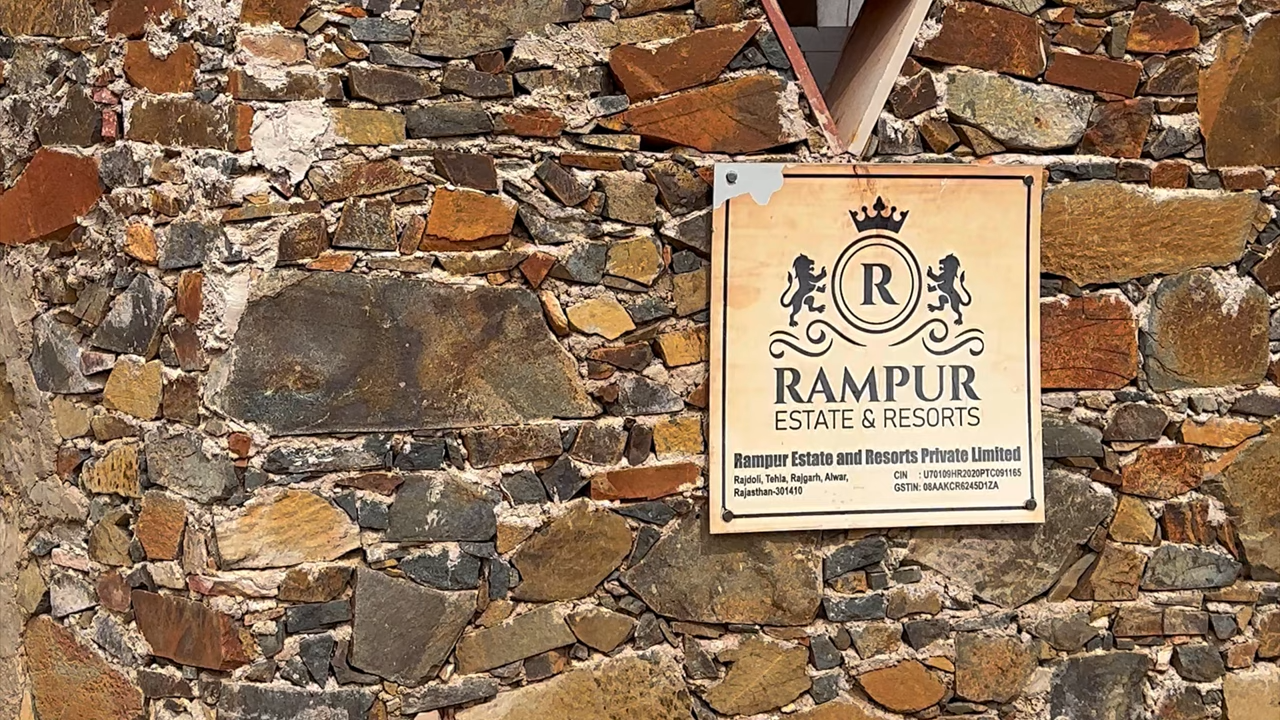 R
RAMPUR
ESTATE & RESORTS
Rampur Estate and Resorts Private Limited
Rajdoli, Tehla, Rajgarh, Alwar,
Rajasthan-301410
CIN : U70109HR2020PTC091165
GSTIN: 08AAKCR6245D1ZA